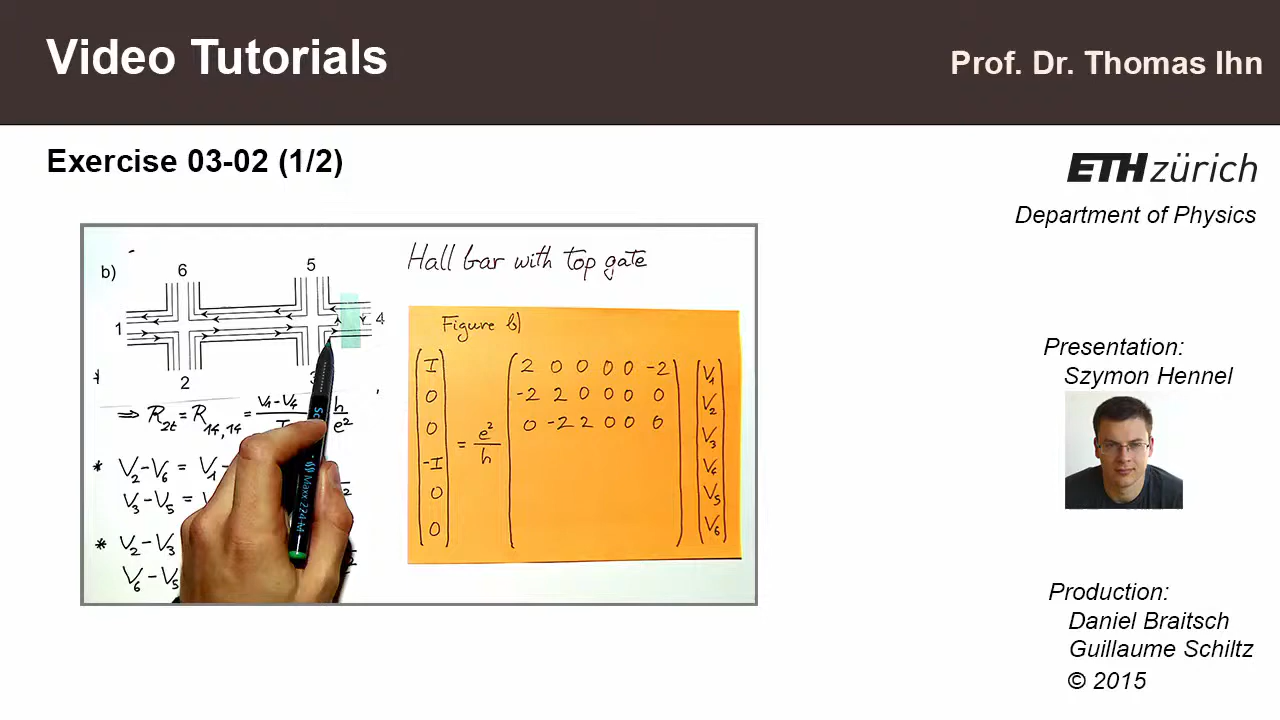 Video Tutorials
Prof. Dr. Thomas Ihn
Exercise 03-02 (1/2)
ETH zürich
Department of Physics
b)
6
5
1
4
2
Hall bar with top gate
Figure b)
I 2 0 0 0 0 -2 V₁
0 -2 2 0 0 0 0 V₂
0 0 -2 2 0 0 0 V₃
= e²/h
-I V₄
0 V₅
0 V₆
⇒ R₂ₜ = R₁₄,₁₄ = V₁-V₄ h
I e²
* V₂-V₆ = V₁-
V₃-V₅ =
* V₂-V₃
V₆-V₅
Maxx 224-M
Presentation:
Szymon Hennel
Production:
Daniel Braitsch
Guillaume Schiltz
© 2015